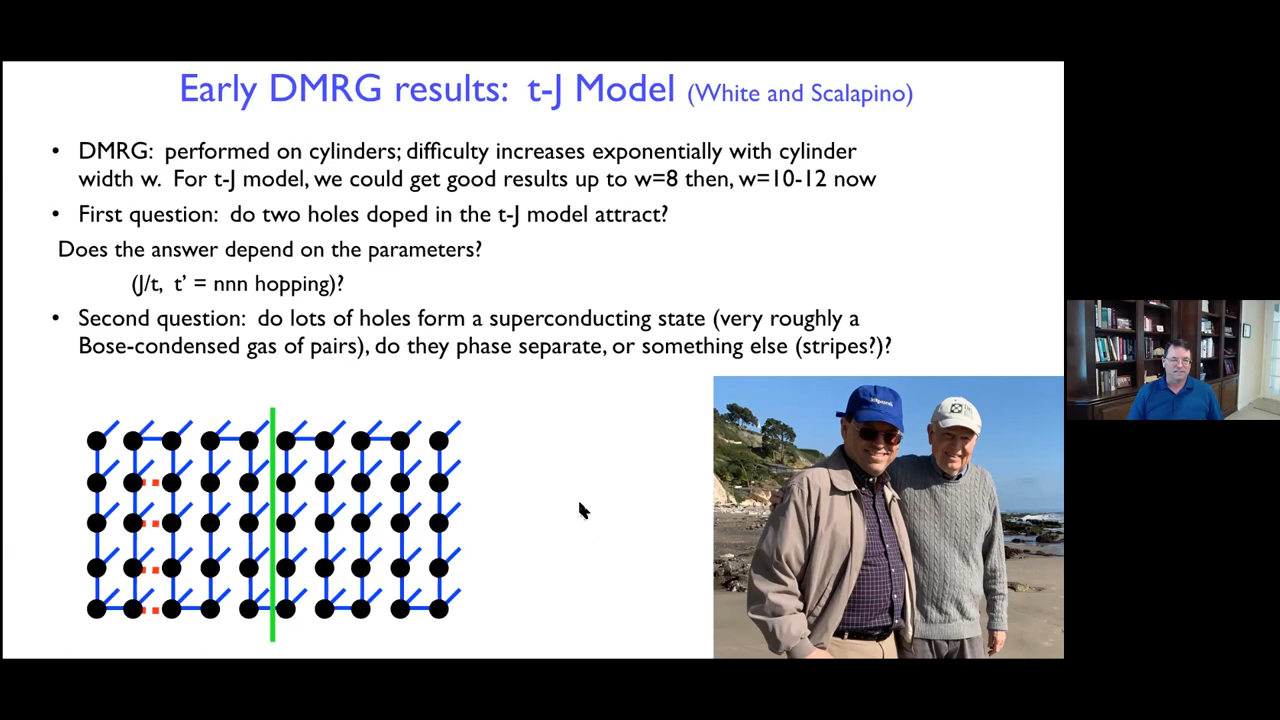 Early DMRG results: t-J Model (White and Scalapino)
• DMRG: performed on cylinders; difficulty increases exponentially with cylinder
width w. For t-J model, we could get good results up to w=8 then, w=10-12 now
• First question: do two holes doped in the t-J model attract?
Does the answer depend on the parameters?
(J/t, t’ = nnn hopping)?
• Second question: do lots of holes form a superconducting state (very roughly a
Bose-condensed gas of pairs), do they phase separate, or something else (stripes?)?